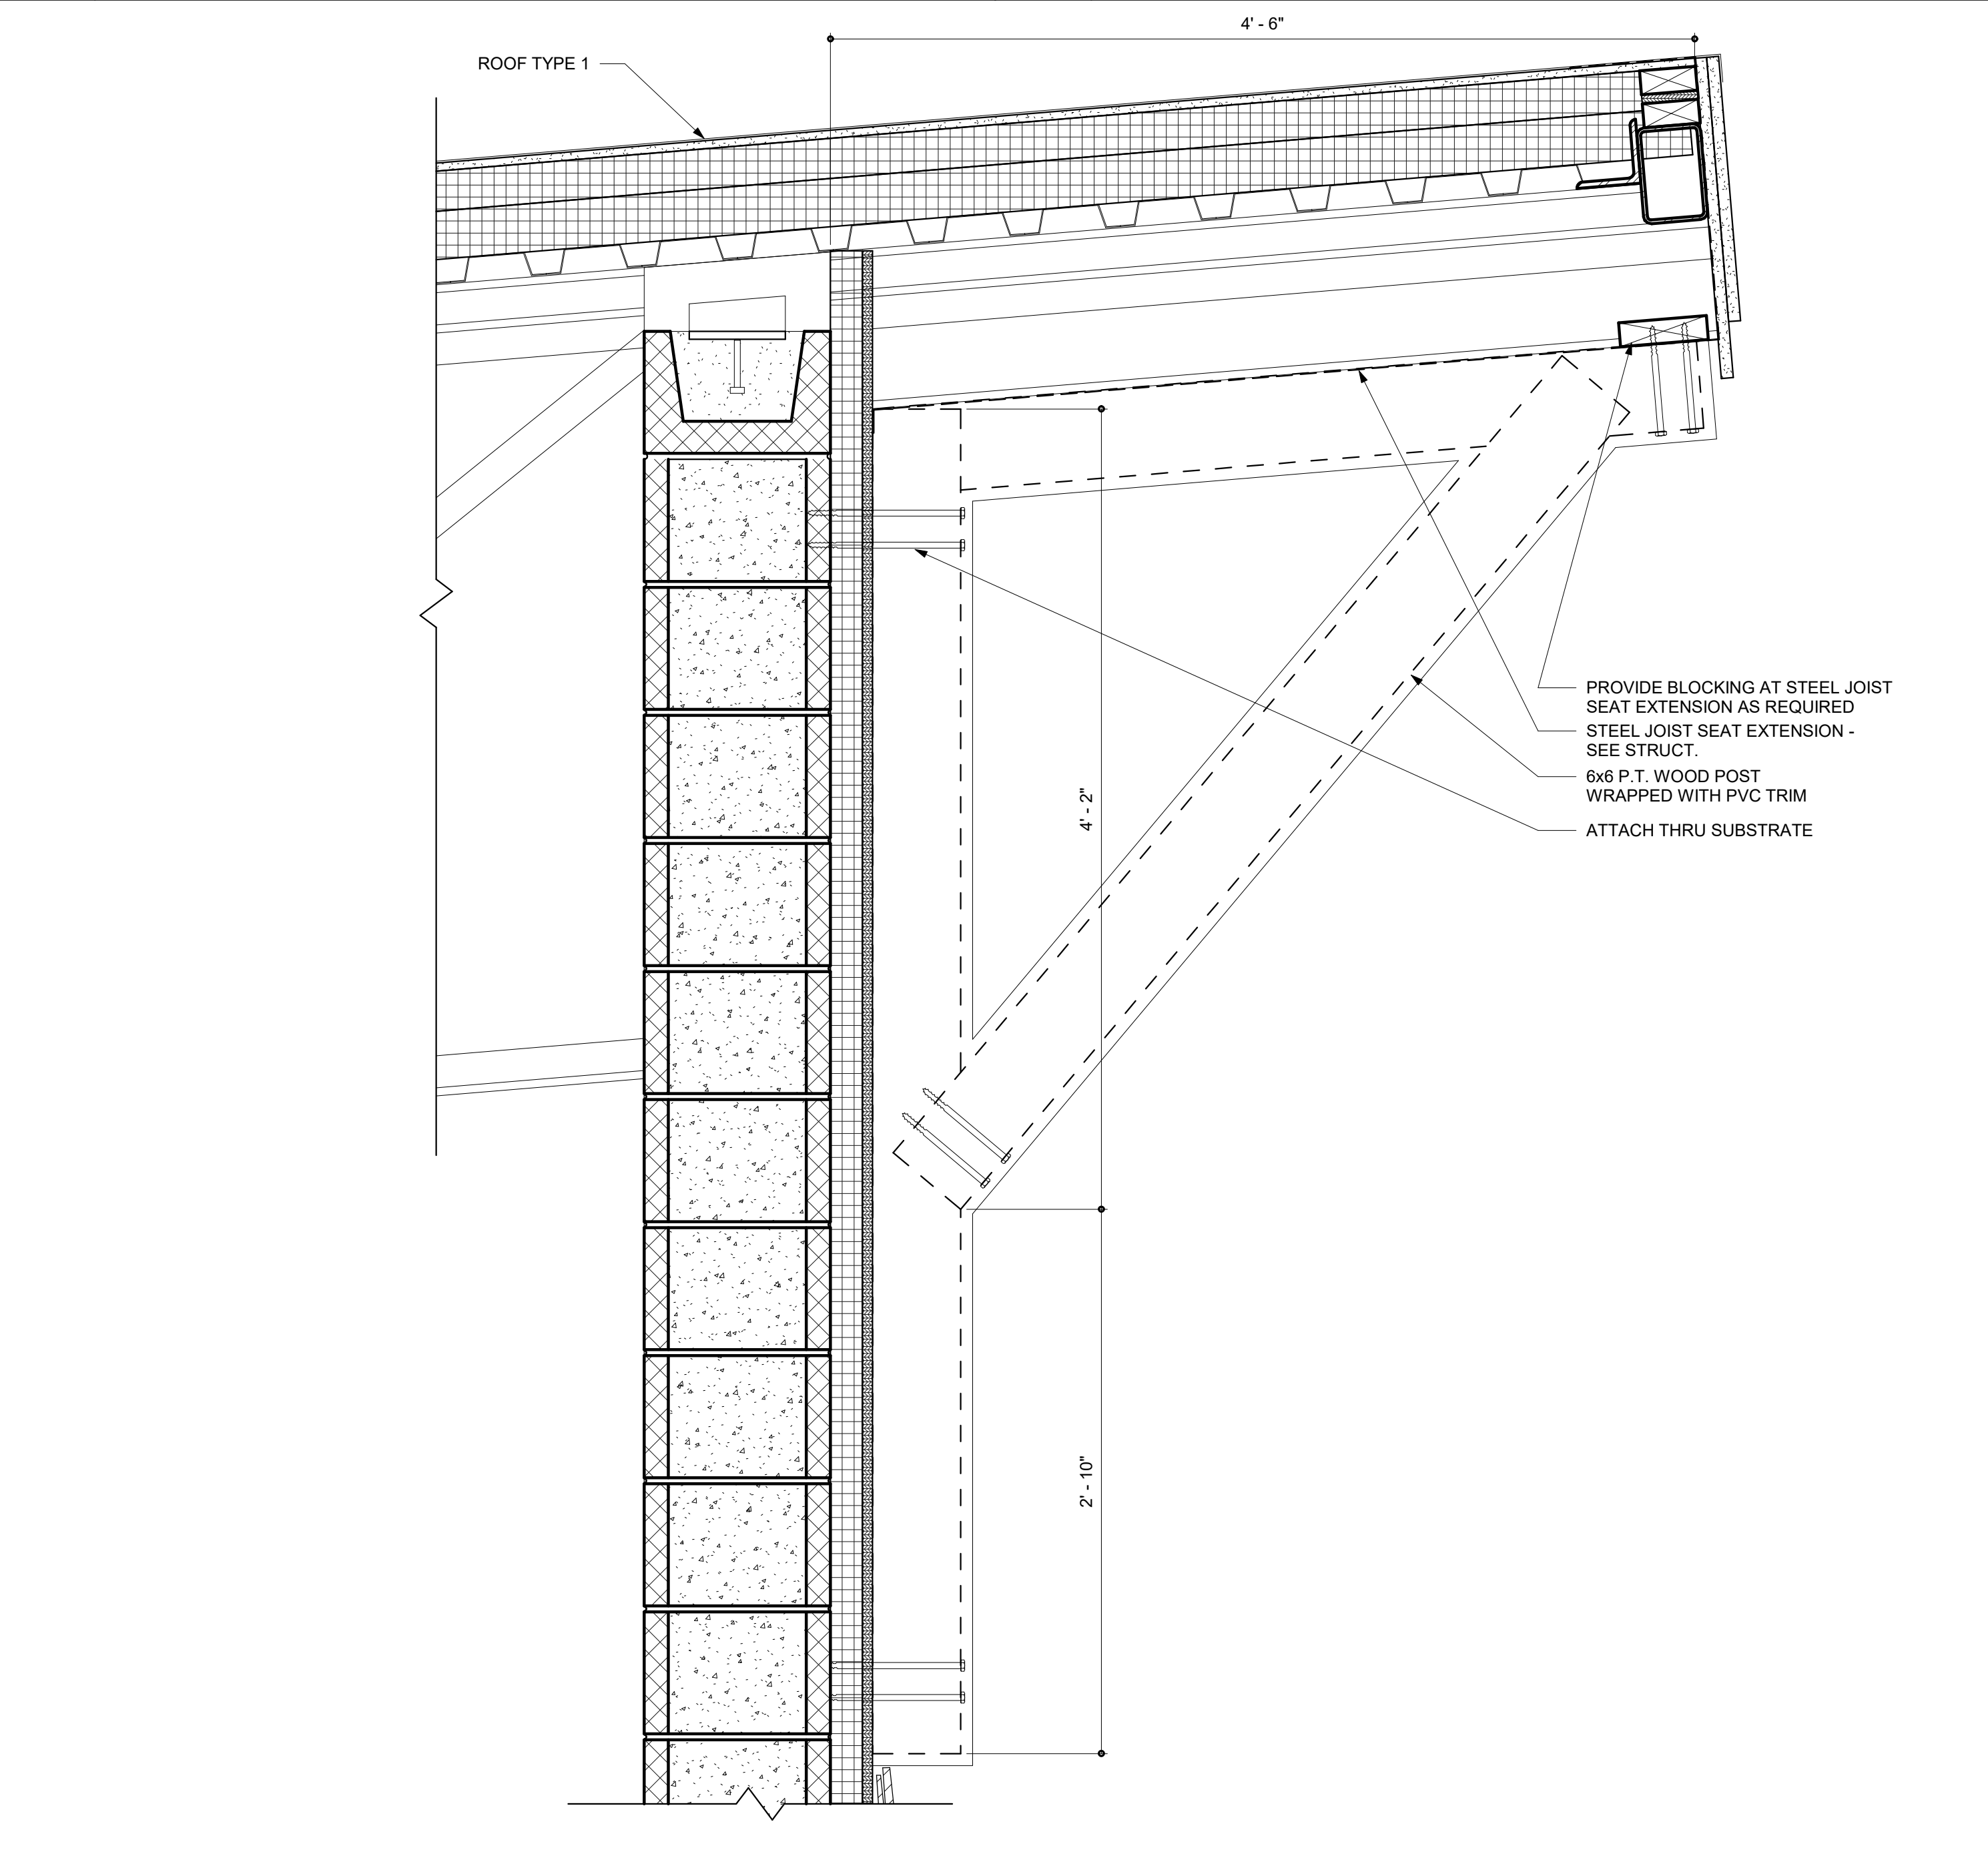 4' - 6"
ROOF TYPE 1
PROVIDE BLOCKING AT STEEL JOIST
SEAT EXTENSION AS REQUIRED
STEEL JOIST SEAT EXTENSION -
SEE STRUCT.
6x6 P.T. WOOD POST
WRAPPED WITH PVC TRIM
ATTACH THRU SUBSTRATE
4' - 2"
2' - 10"